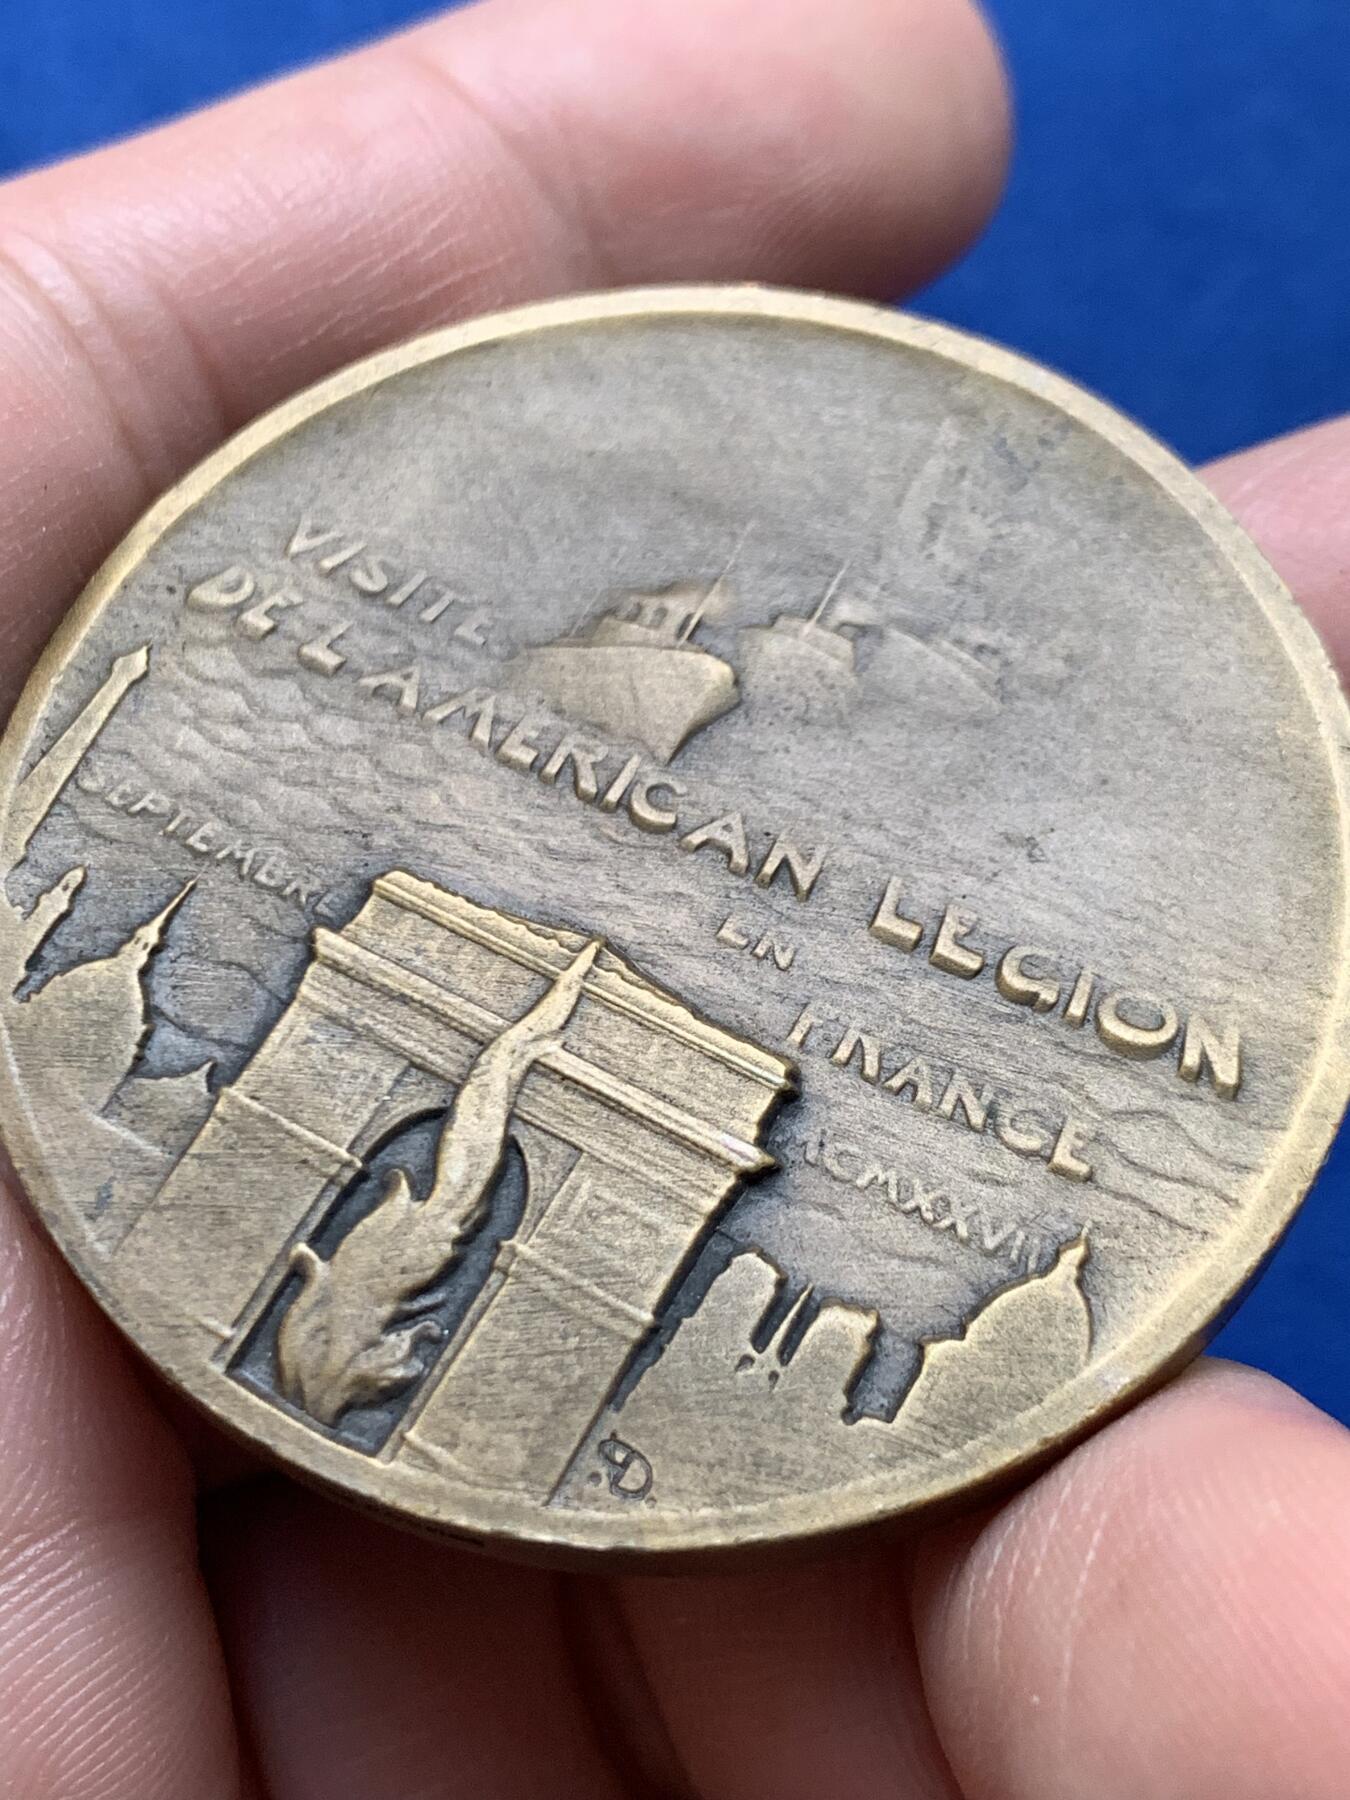 VISITE
DE L AMERICAN LEGION
EN
FRANCE
SEPTEMBRE MCMXXVII